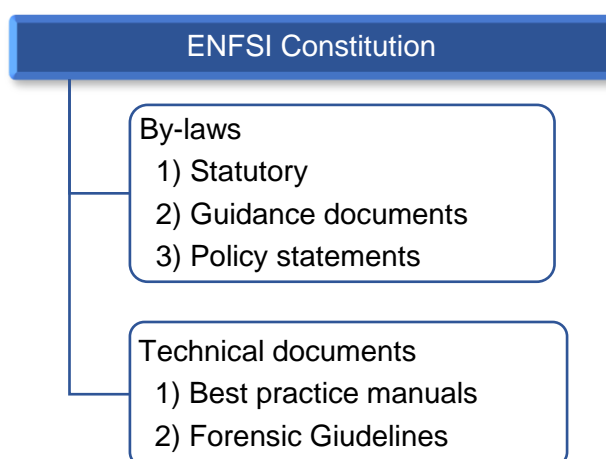 ENFSI Constitution
By-laws
1) Statutory
2) Guidance documents
3) Policy statements
Technical documents
1) Best practice manuals
2) Forensic Giudelines